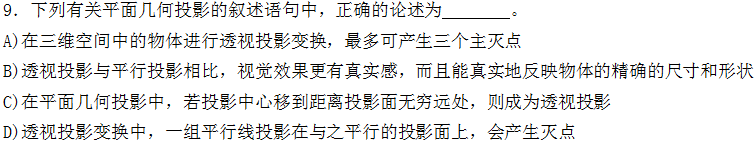 9．下列有关平面几何投影的叙述语句中，正确的论述为________。
A)在三维空间中的物体进行透视投影变换，最多可产生三个主灭点
B)透视投影与平行投影相比，视觉效果更有真实感，而且能真实地反映物体的精确的尺寸和形状
C)在平面几何投影中，若投影中心移到距离投影面无穷远处，则成为透视投影
D)透视投影变换中，一组平行线投影在与之平行的投影面上，会产生灭点